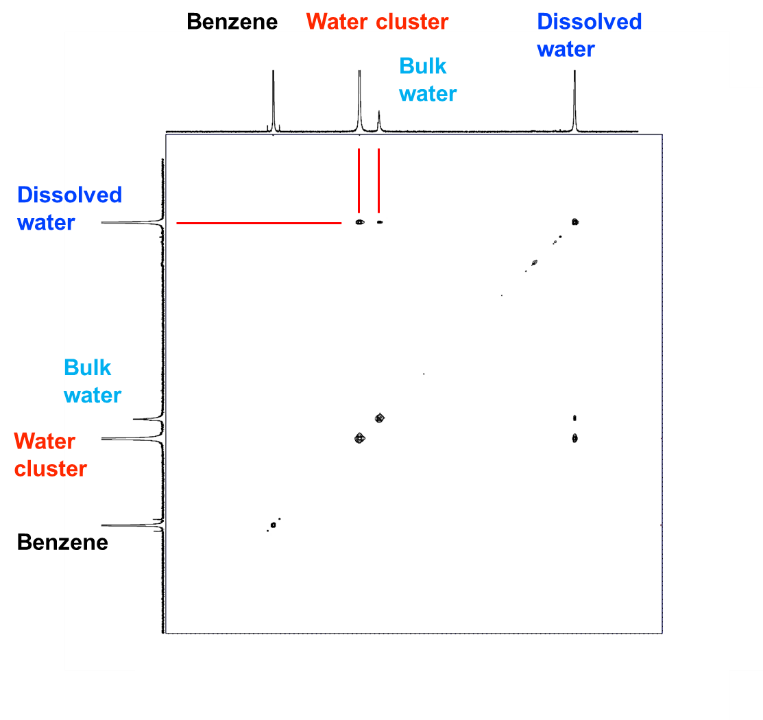 Benzene
Water cluster
Dissolved
water
Bulk
water
Dissolved
water
Bulk
water
Water
cluster
Benzene